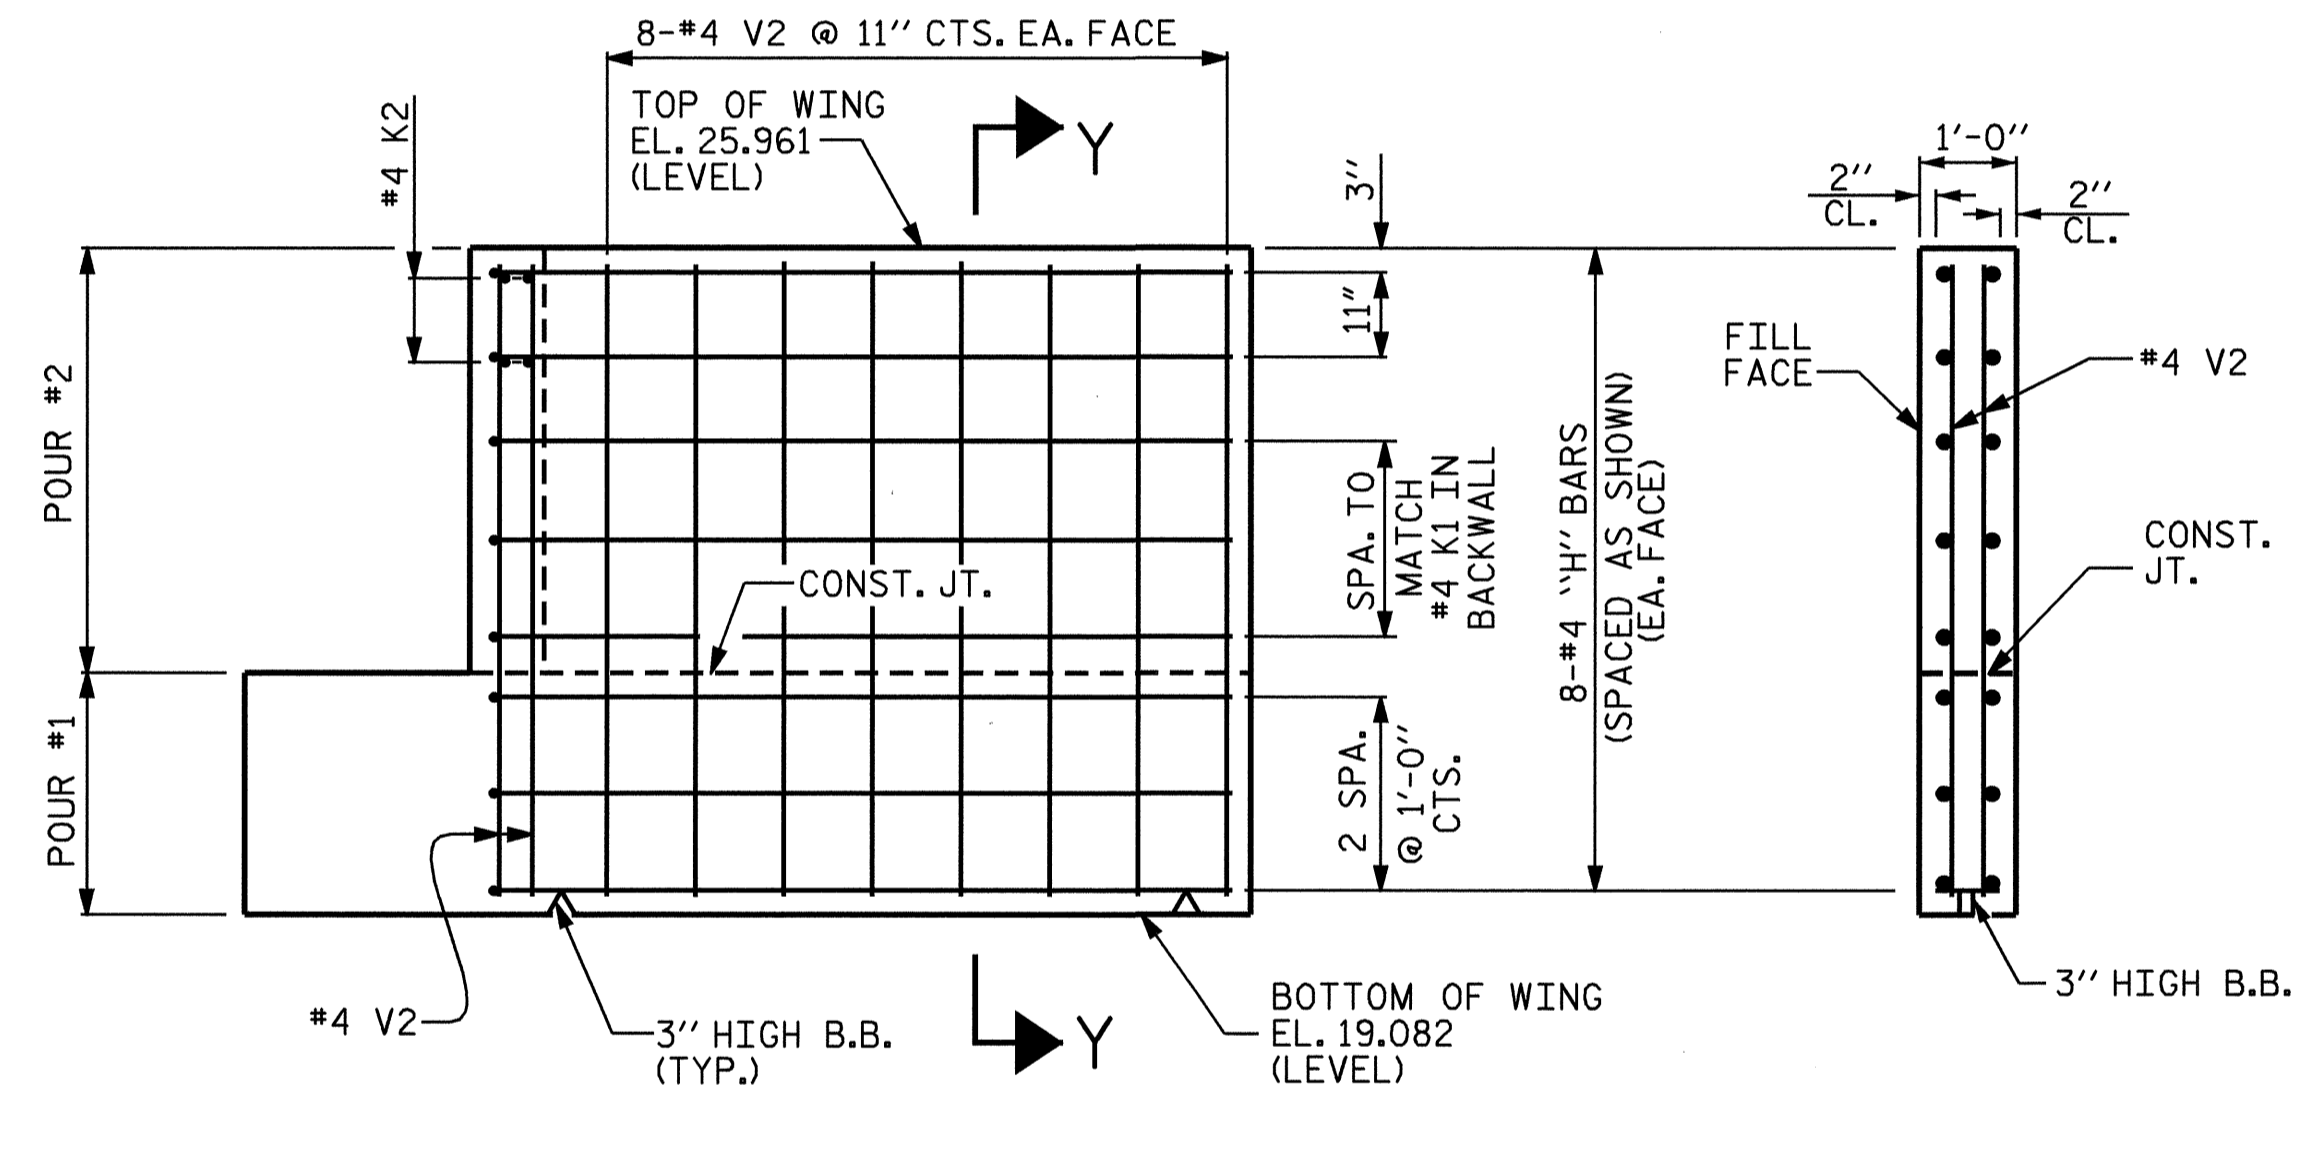 8-#4 V2 @ 11" CTS. EA. FACE
#4 K2
TOP OF WING
EL. 25.961
(LEVEL)
Y
3"
1'-0"
2"
CL.
2"
CL.
11"
POUR #2
FILL
FACE
#4 V2
SPA. TO
MATCH
#4 K1 IN
BACKWALL
8-#4 "H" BARS
(SPACED AS SHOWN)
(EA. FACE)
CONST. JT.
CONST.
JT.
POUR #1
2 SPA.
@ 1'-0"
CTS.
#4 V2
3" HIGH B.B.
(TYP.)
Y
BOTTOM OF WING
EL. 19.082
(LEVEL)
3" HIGH B.B.